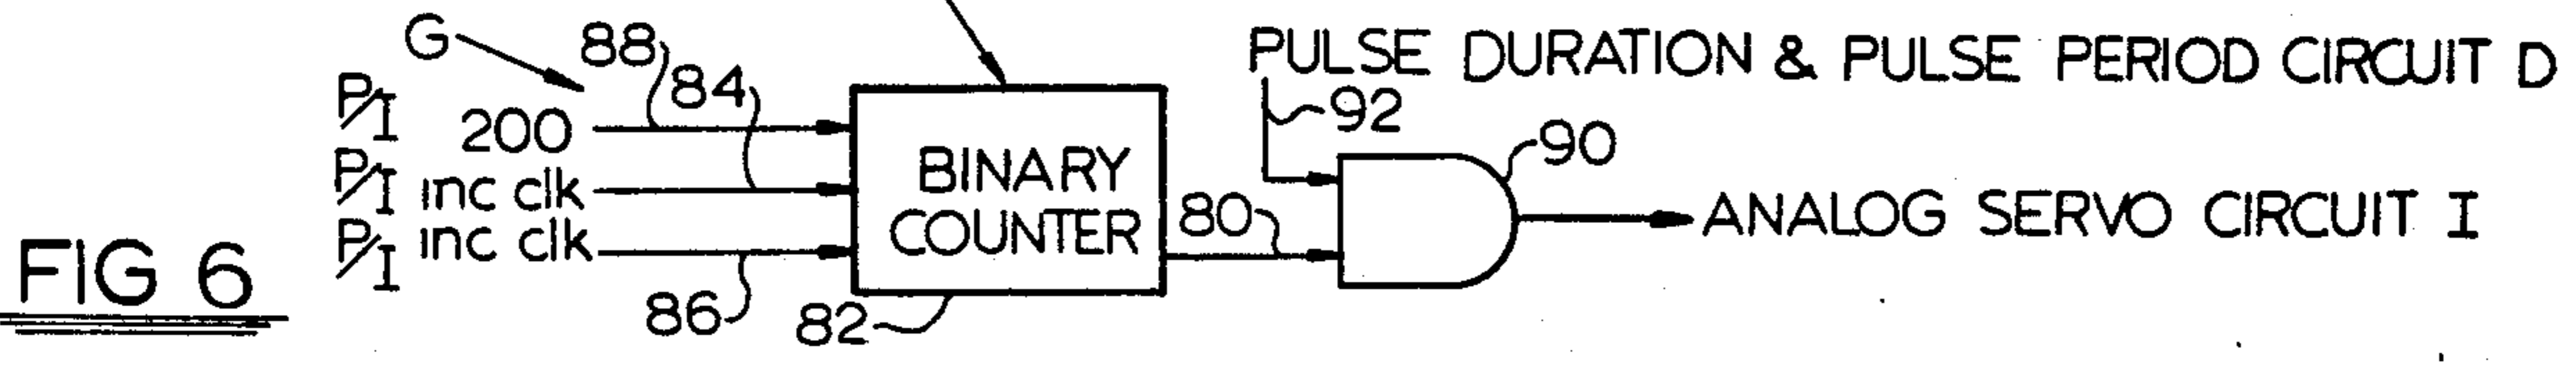 G
88
PULSE DURATION & PULSE PERIOD CIRCUIT D
P/I 200
84
92
90
P/I inc clk
BINARY
COUNTER
80
ANALOG SERVO CIRCUIT I
P/I inc clk
FIG 6
86
82